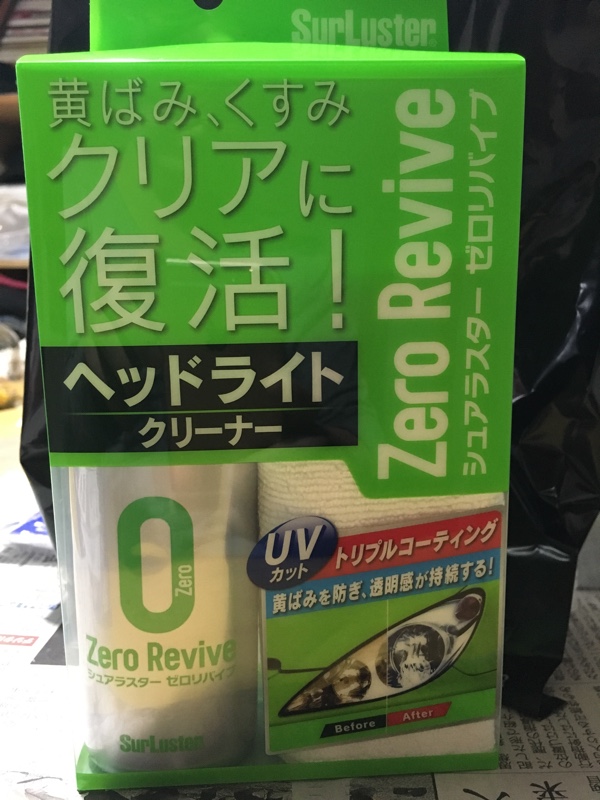 SurLuster
黄ばみ、くすみ
クリアに
復活！
ヘッドライト
クリーナー
Zero Revive
シュアラスター ゼロリバイブ
0
Zero
Zero Revive
シュアラスター ゼロリバイブ
SurLuster
UV
カット
トリプルコーティング
黄ばみを防ぎ、透明感が持続する！
Before
After